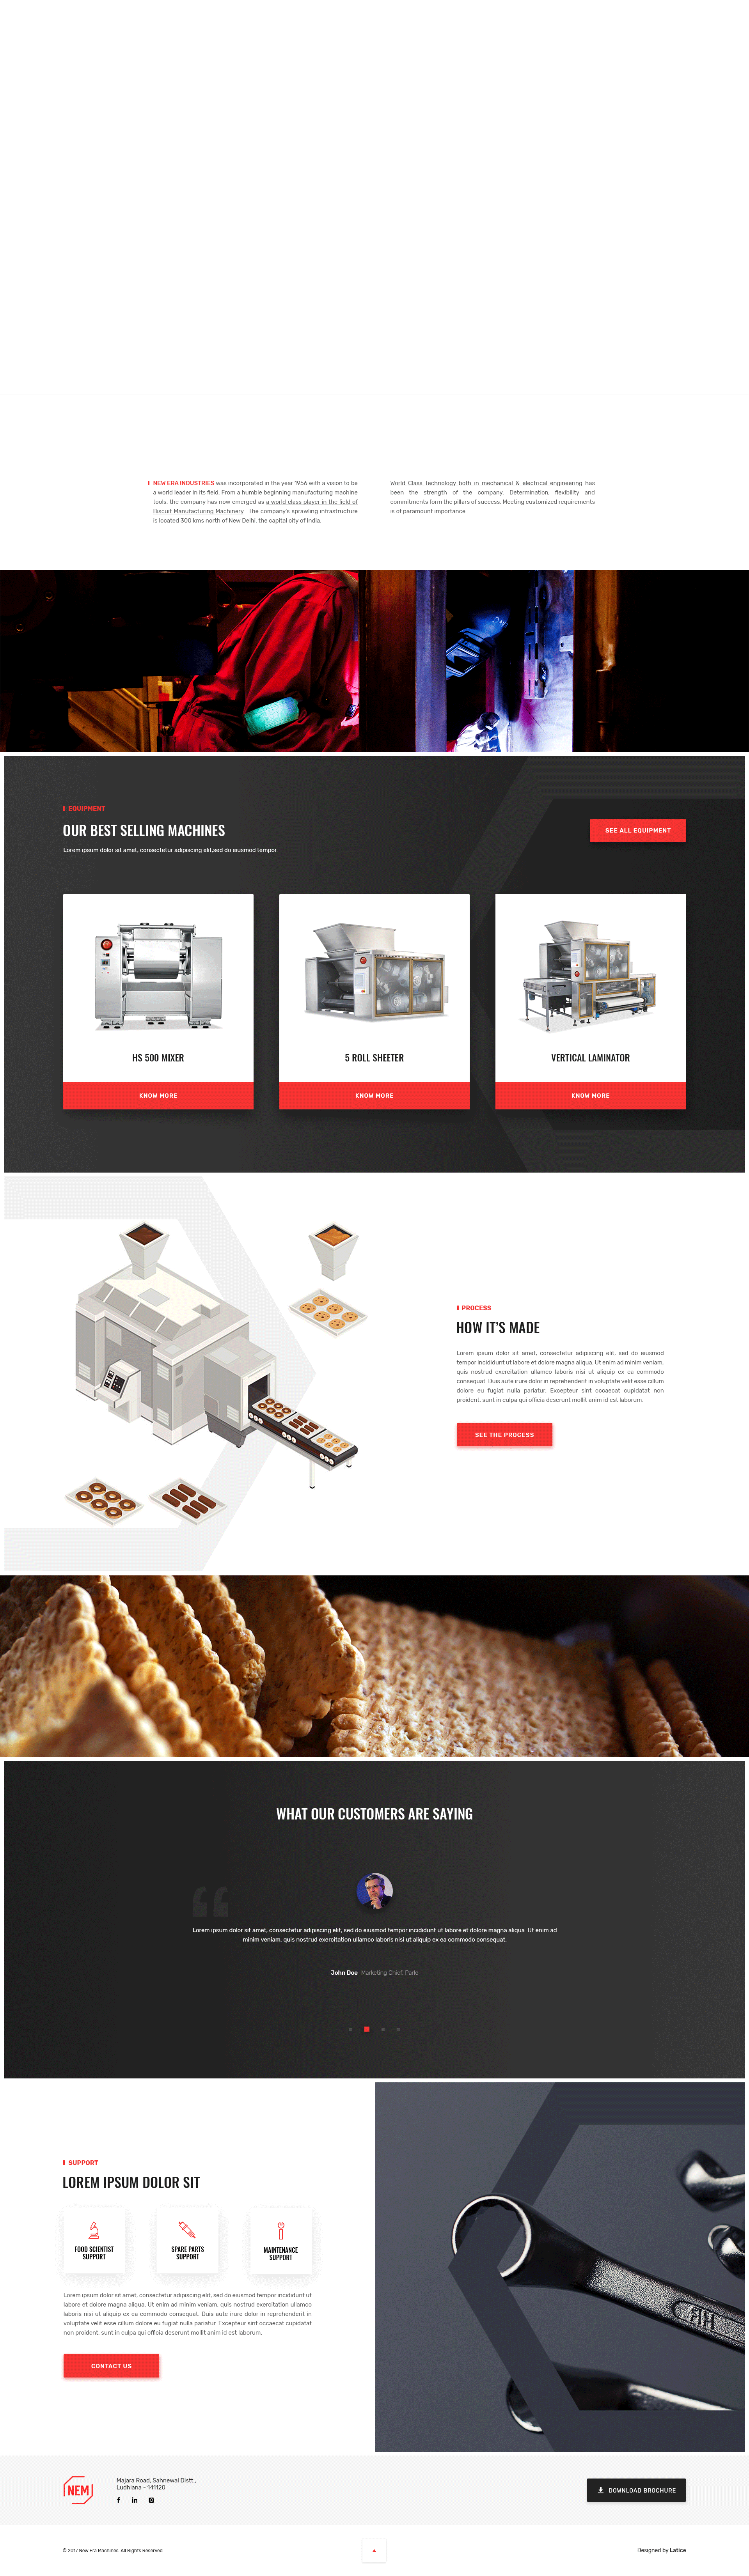 NEW ERA INDUSTRIES was incorporated in the year 1956 with a vision to be
a world leader in its field. From a humble beginning manufacturing machine
tools, the company has now emerged as a world class player in the field of
Biscuit Manufacturing Machinery. The company's sprawling infrastructure
is located 300 kms north of New Delhi, the capital city of India.
World Class Technology both in mechanical & electrical engineering has
been the strength of the company. Determination, flexibility and
commitments form the pillars of success. Meeting customized requirements
is of paramount importance.
EQUIPMENT
OUR BEST SELLING MACHINES
Lorem ipsum dolor sit amet, consectetur adipiscing elit,sed do eiusmod tempor.
SEE ALL EQUIPMENT
HS 500 MIXER
KNOW MORE
5 ROLL SHEETER
KNOW MORE
VERTICAL LAMINATOR
KNOW MORE
PROCESS
HOW IT'S MADE
Lorem ipsum dolor sit amet, consectetur adipiscing elit, sed do eiusmod
tempor incididunt ut labore et dolore magna aliqua. Ut enim ad minim veniam,
quis nostrud exercitation ullamco laboris nisi ut aliquip ex ea commodo
consequat. Duis aute irure dolor in reprehenderit in voluptate velit esse cillum
dolore eu fugiat nulla pariatur. Excepteur sint occaecat cupidatat non
proident, sunt in culpa qui officia deserunt mollit anim id est laborum
SEE THE PROCESS
WHAT OUR CUSTOMERS ARE SAYING
Lorem ipsum dolor sit amet, consectetur adipiscing elit, sed do eiusmod tempor incididunt ut labore et dolore magna aliqua. Ut enim ad
minim veniam, quis nostrud exercitation ullamco laboris nisi ut aliquip ex ea commodo consequat.
John Doe Marketing Chief, Parle
SUPPORT
LOREM IPSUM DOLOR SIT
FOOD SCIENTIST
SUPPORT
SPARE PARTS
SUPPORT
MAINTENANCE
SUPPORT
Lorem ipsum dolor sit amet, consectetur adipiscing elit, sed do eiusmod tempor incididunt ut
labore et dolore magna aliqua. Ut enim ad minim veniam, quis nostrud exercitation ullamco
laboris nisi ut aliquip ex ea commodo consequat. Duis aute irure dolor in reprehenderit in
voluptate velit esse cillum dolore eu fugiat nulla pariatur. Excepteur sint occaecat cupidatat
non proident, sunt in culpa qui officia deserunt mollit anim id est laborum.
CONTACT US
NEM
Majara Road, Sahnewal Distt.,
Ludhiana - 141120
DOWNLOAD BROCHURE
© 2017 New Era Machines. All Rights Reserved.
Designed by Latice